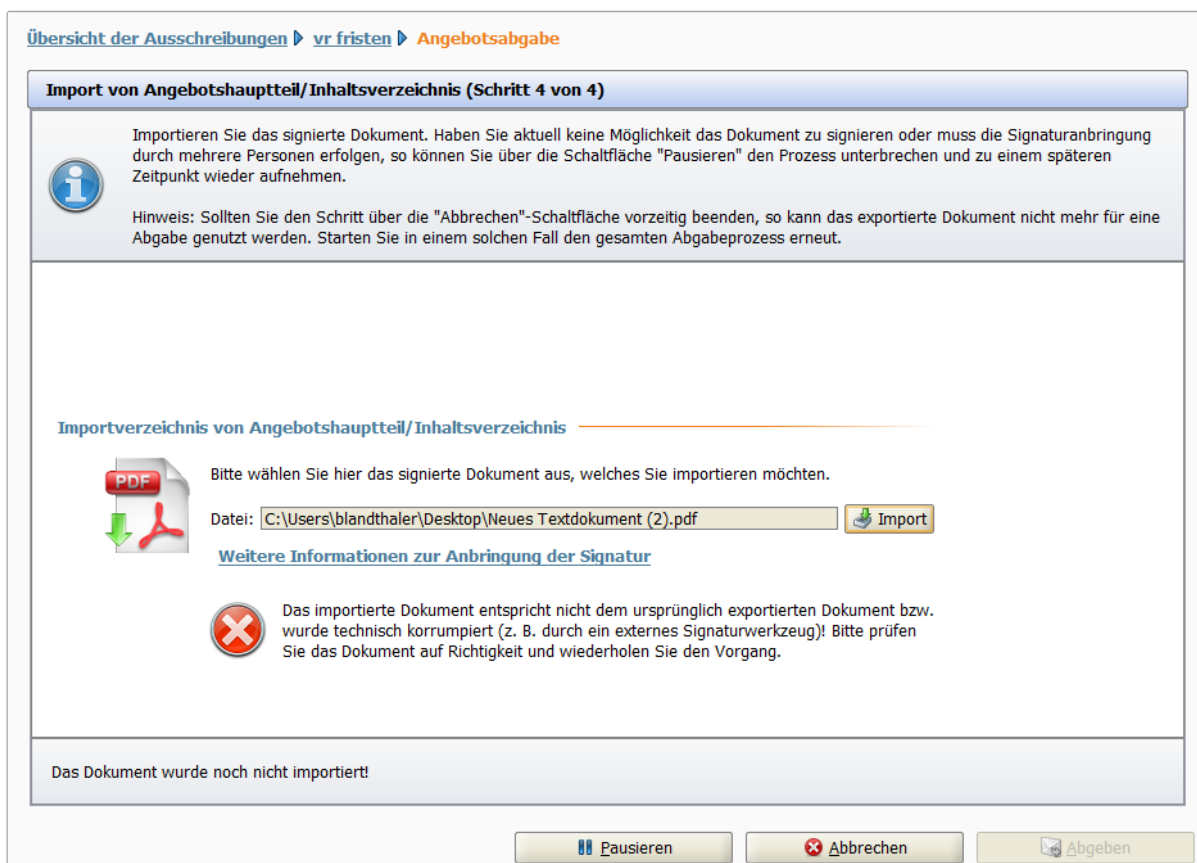 Übersicht der Ausschreibungen vr fristen Angebotsabgabe
Import von Angebotshauptteil/Inhaltsverzeichnis (Schritt 4 von 4)
Importieren Sie das signierte Dokument. Haben Sie aktuell keine Möglichkeit das Dokument zu signieren oder muss die Signaturanbringung
durch mehrere Personen erfolgen, so können Sie über die Schaltfläche "Pausieren" den Prozess unterbrechen und zu einem späteren
Zeitpunkt wieder aufnehmen.
Hinweis: Sollten Sie den Schritt über die "Abbrechen"-Schaltfläche vorzeitig beenden, so kann das exportierte Dokument nicht mehr für eine
Abgabe genutzt werden. Starten Sie in einem solchen Fall den gesamten Abgabeprozess erneut.
Importverzeichnis von Angebotshauptteil/Inhaltsverzeichnis
PDF
Bitte wählen Sie hier das signierte Dokument aus, welches Sie importieren möchten.
Datei: C:\Users\blandthaler\Desktop\Neues Textdokument (2).pdf Import
Weitere Informationen zur Anbringung der Signatur
Das importierte Dokument entspricht nicht dem ursprünglich exportierten Dokument bzw.
wurde technisch korrumpiert (z. B. durch ein externes Signaturwerkzeug)! Bitte prüfen
Sie das Dokument auf Richtigkeit und wiederholen Sie den Vorgang.
Das Dokument wurde noch nicht importiert!
Pausieren Abbrechen Abgeben